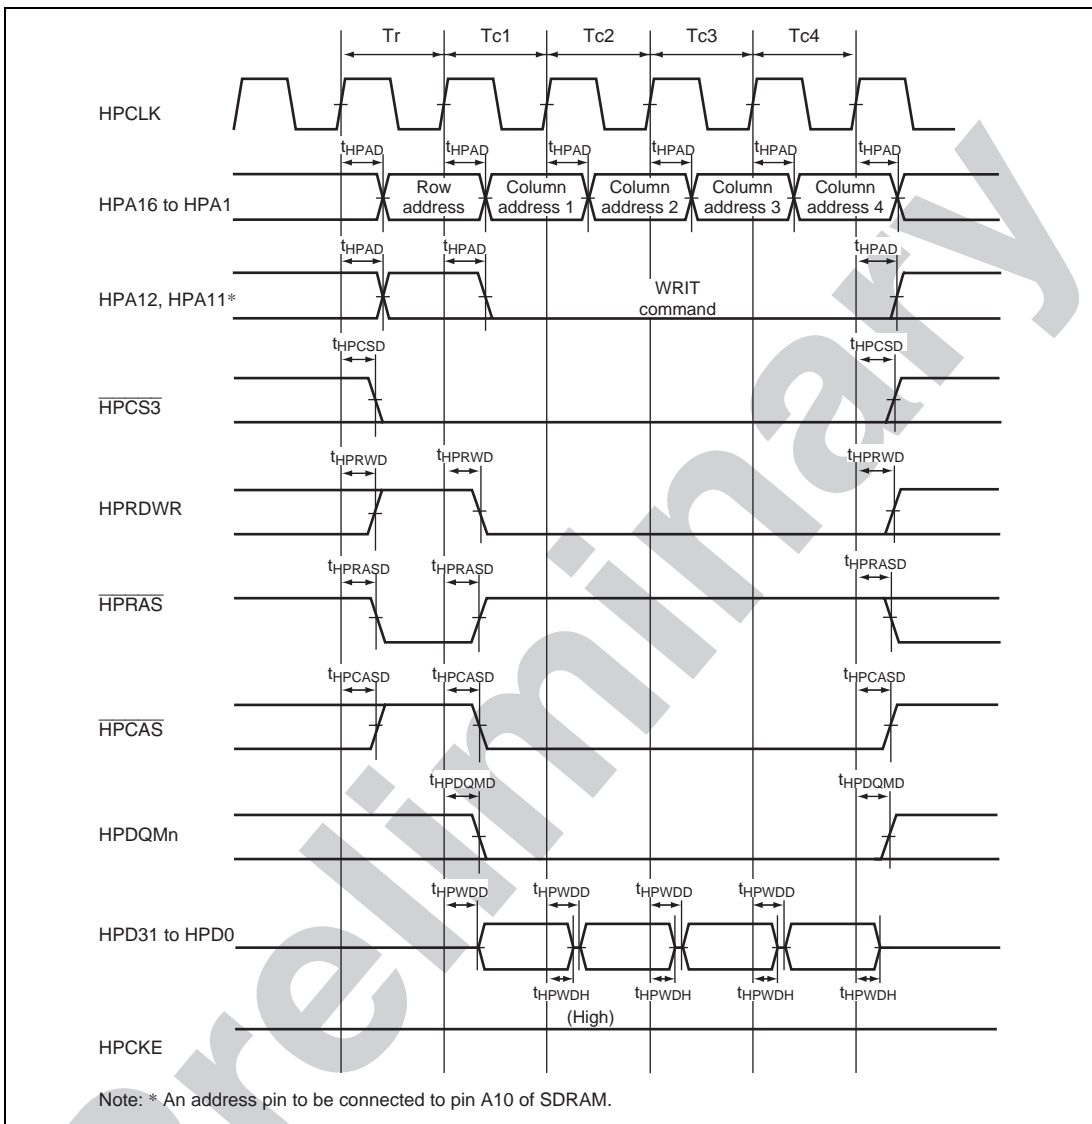 Tr Tc1 Tc2 Tc3 Tc4
HPCLK
tHPAD tHPAD tHPAD tHPAD tHPAD tHPAD
HPA16 to HPA1
Row address
Column address 1
Column address 2
Column address 3
Column address 4
tHPAD tHPAD tHPAD
HPA12, HPA11*
WRIT
command
tHPCSD tHPCSD
HPCS3
tHPRWD tHPRWD tHPRWD
HPRDWR
tHPRASD tHPRASD tHPRASD
HPRAS
tHPCASD tHPCASD tHPCASD
HPCAS
tHPDQMD tHPDQMD
HPDQMn
tHPWDD tHPWDD tHPWDD tHPWDD
HPD31 to HPD0
tHPWDH tHPWDH tHPWDH tHPWDH
(High)
HPCKE
Note: * An address pin to be connected to pin A10 of SDRAM.
Preliminary